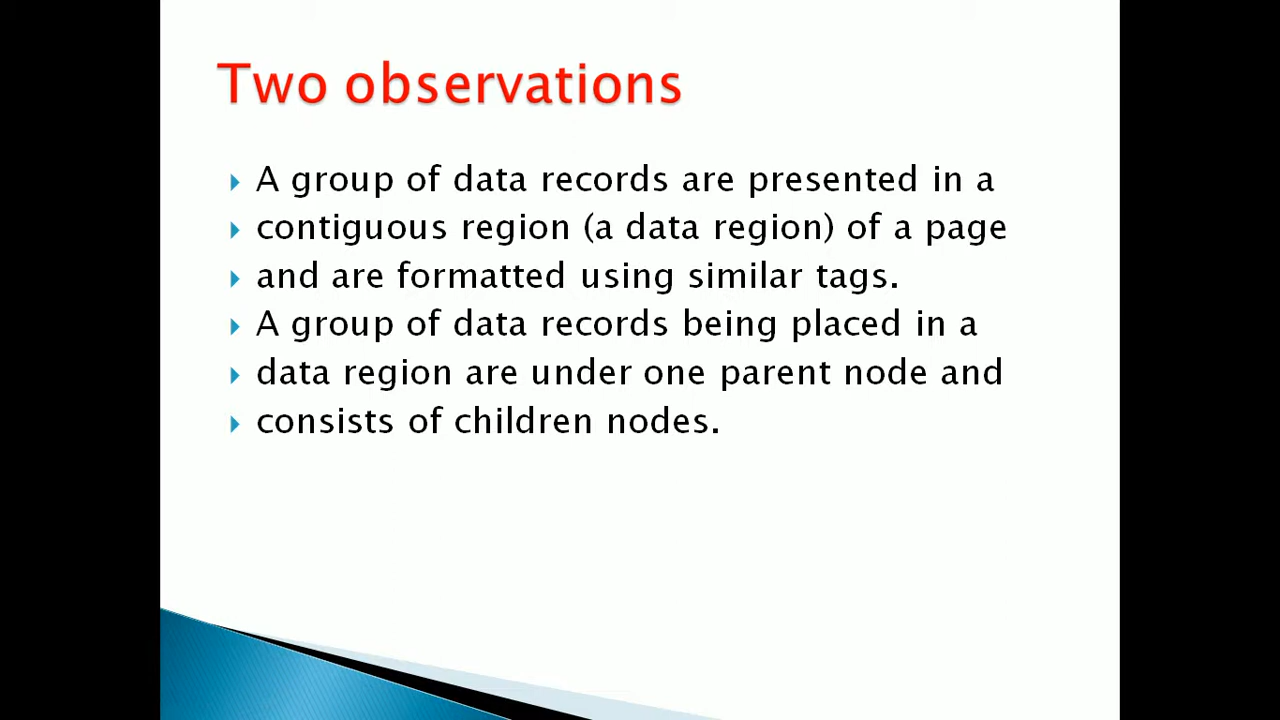 Two observations
A group of data records are presented in a
contiguous region (a data region) of a page
and are formatted using similar tags.
A group of data records being placed in a
data region are under one parent node and
consists of children nodes.